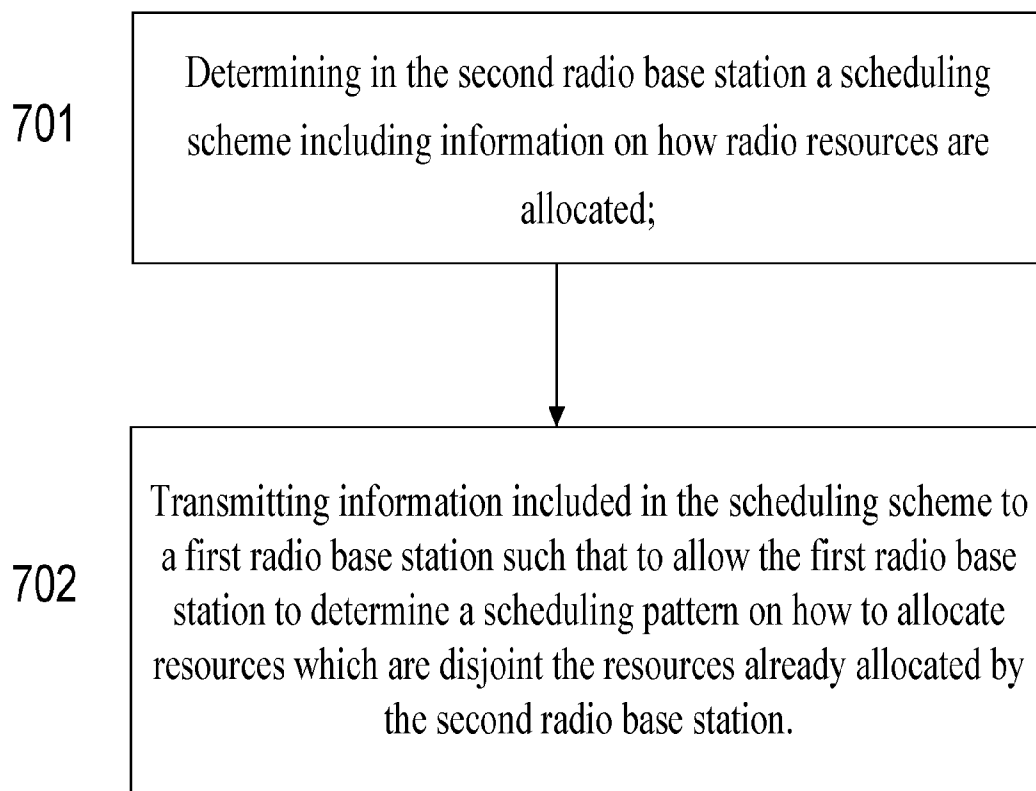 701
Determining in the second radio base station a scheduling
scheme including information on how radio resources are
allocated;
702
Transmitting information included in the scheduling scheme to
a first radio base station such that to allow the first radio base
station to determine a scheduling pattern on how to allocate
resources which are disjoint the resources already allocated by
the second radio base station.